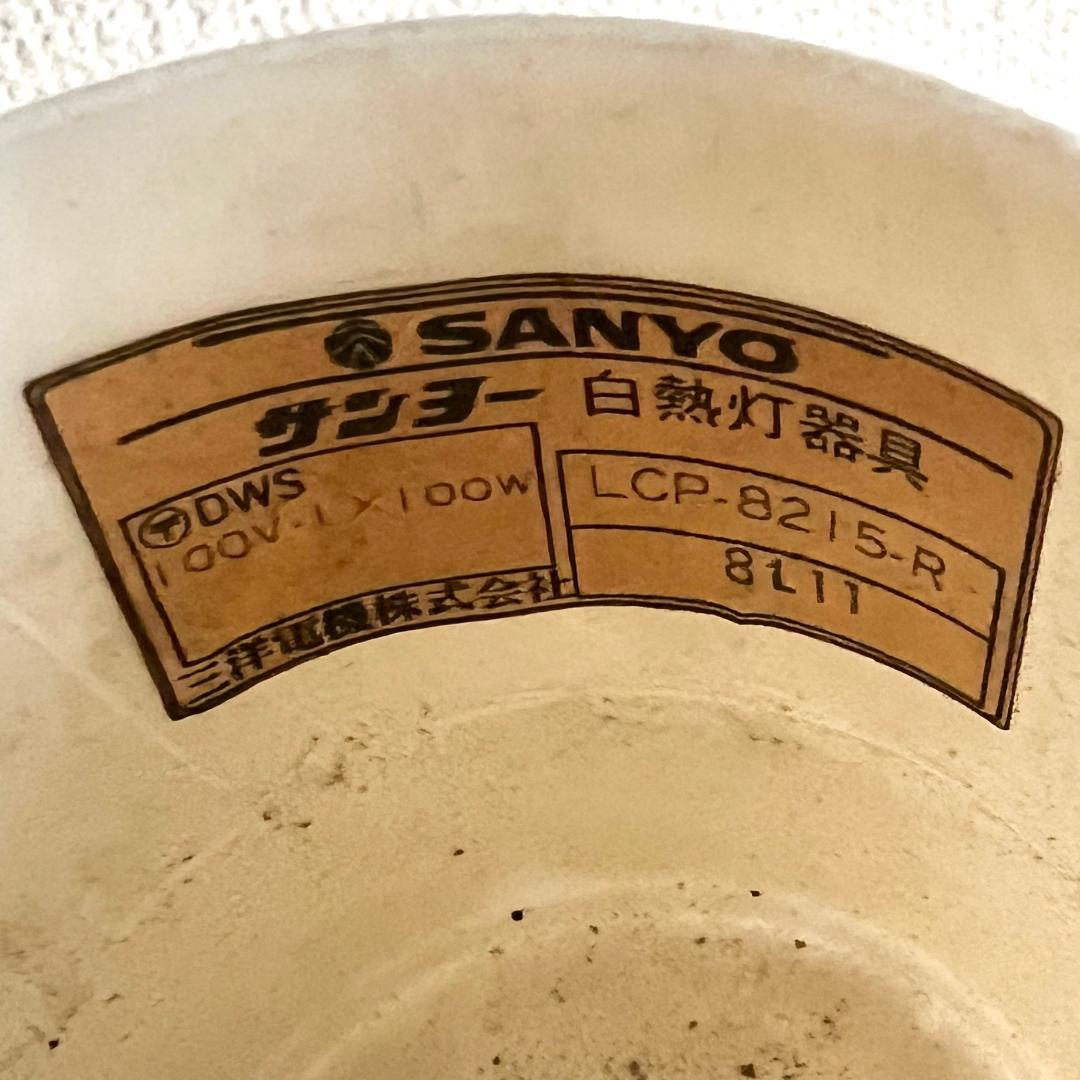 SANYO
サンヨー 白熱灯器具
〒DWS
100V-1×100W
LCP-8215-R
8L11
三洋電機株式会社